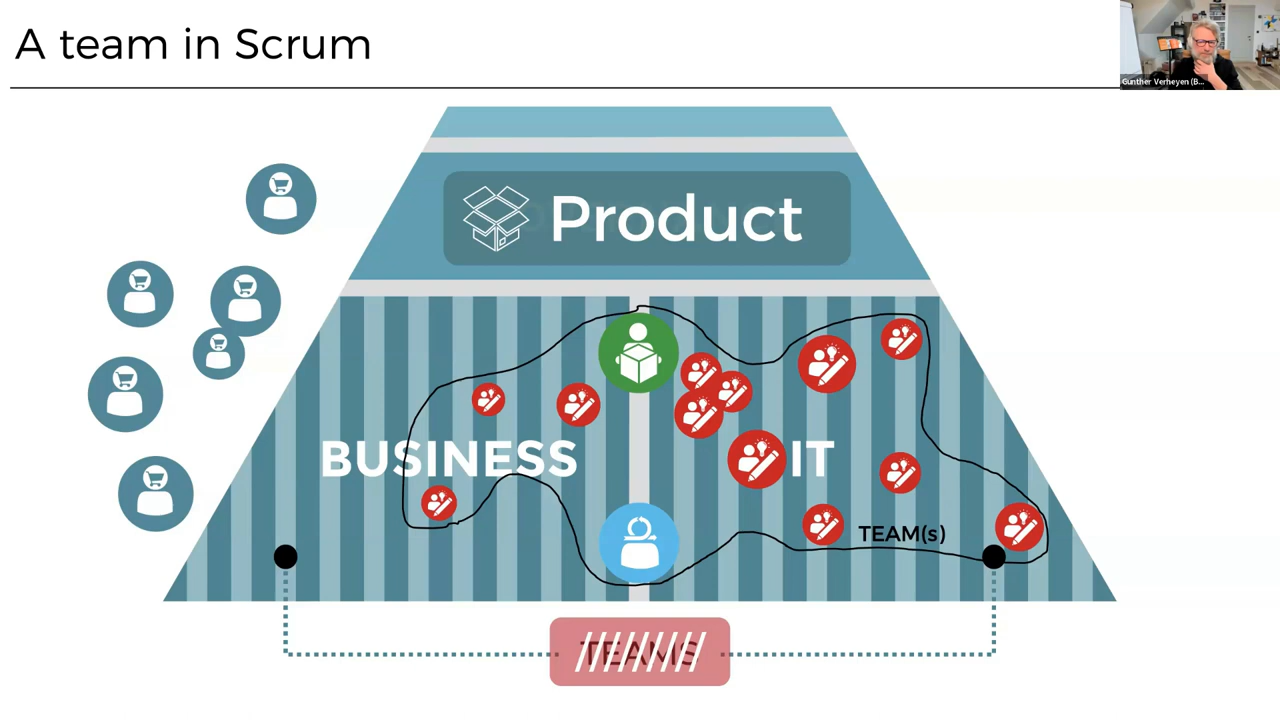 A team in Scrum
Gunther Verheyen (B...
Product
BUSINESS
IT
TEAM(s)
TEAMS